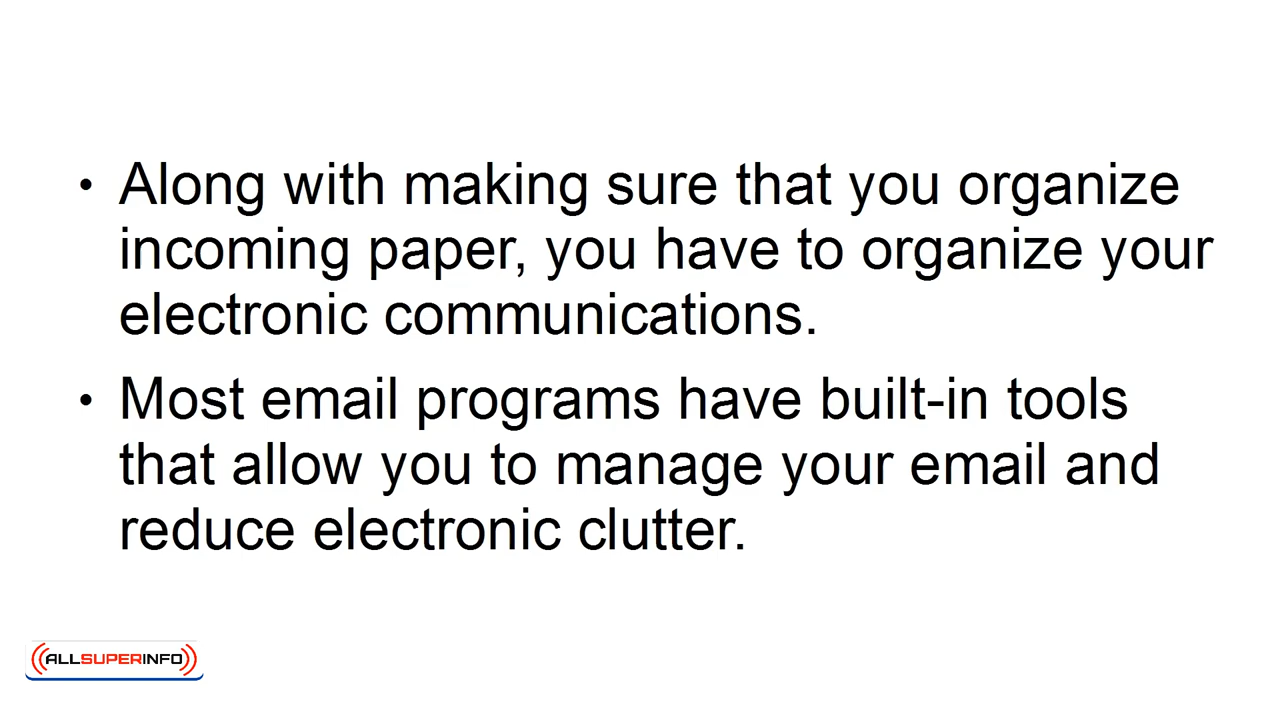 • Along with making sure that you organize
incoming paper, you have to organize your
electronic communications.
• Most email programs have built-in tools
that allow you to manage your email and
reduce electronic clutter.
ALLSUPERINFO